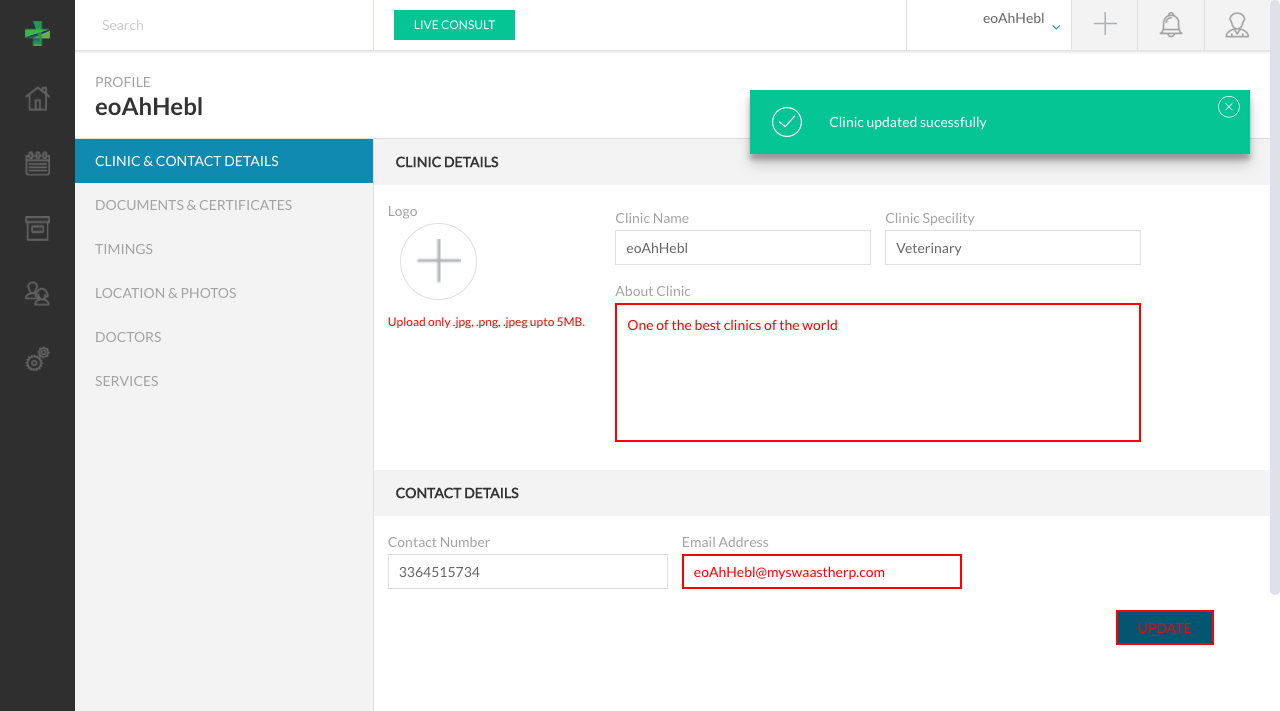 Search
LIVE CONSULT
eoAhHebl
PROFILE
eoAhHebl
Clinic updated sucessfully
CLINIC & CONTACT DETAILS
DOCUMENTS & CERTIFICATES
TIMINGS
LOCATION & PHOTOS
DOCTORS
SERVICES
CLINIC DETAILS
Logo
Upload only .jpg, .png, .jpeg upto 5MB.
Clinic Name
eoAhHebl
Clinic Specility
Veterinary
About Clinic
One of the best clinics of the world
CONTACT DETAILS
Contact Number
3364515734
Email Address
eoAhHebl@myswaastherp.com
UPDATE